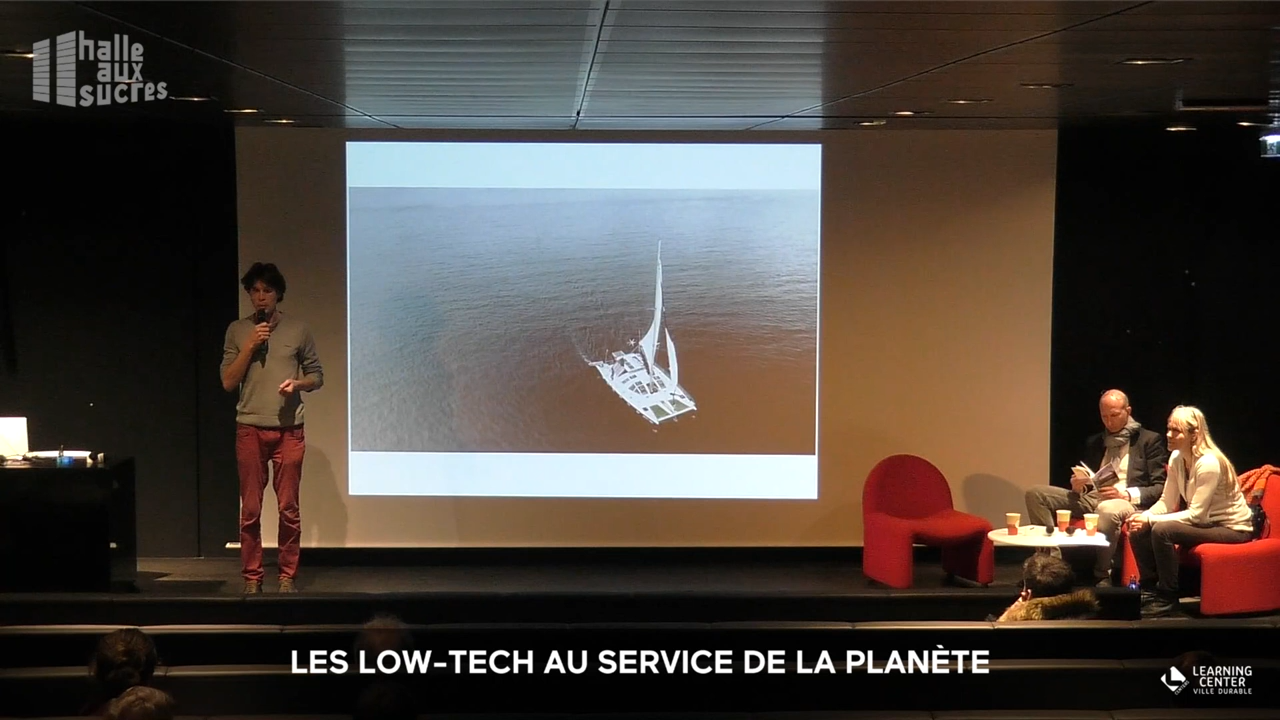 halle
aux
sucres
LES LOW-TECH AU SERVICE DE LA PLANÈTE
LEARNING
CENTER
VILLE DURABLE